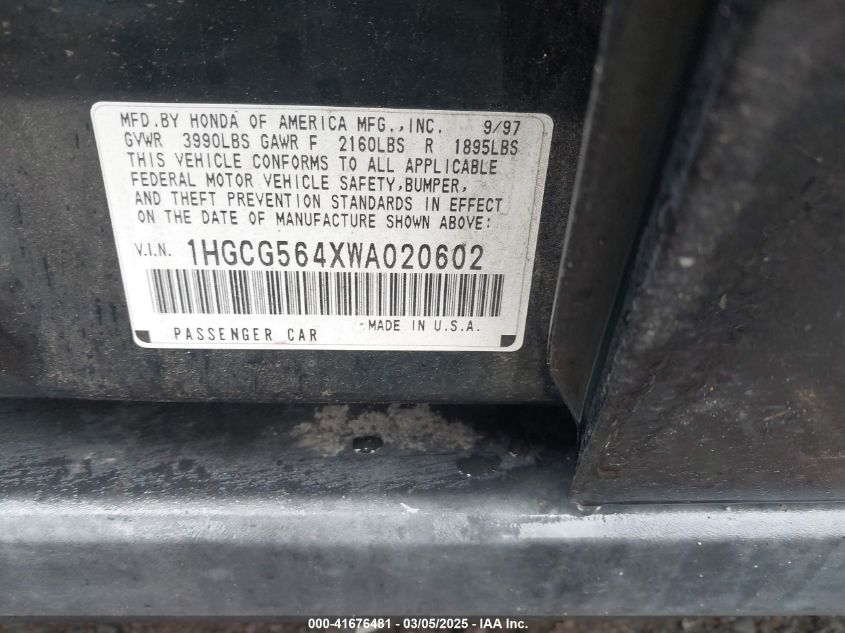 MFD.BY HONDA OF AMERICA MFG.,INC. 9/97
GVWR 3990LBS GAWR F 2160LBS R 1895LBS
THIS VEHICLE CONFORMS TO ALL APPLICABLE
FEDERAL MOTOR VEHICLE SAFETY,BUMPER,
AND THEFT PREVENTION STANDARDS IN EFFECT
ON THE DATE OF MANUFACTURE SHOWN ABOVE:
V.I.N. 1HGCG564XWA020602
PASSENGER CAR MADE IN U.S.A.
000-41676481 - 03/05/2025 - IAA Inc.